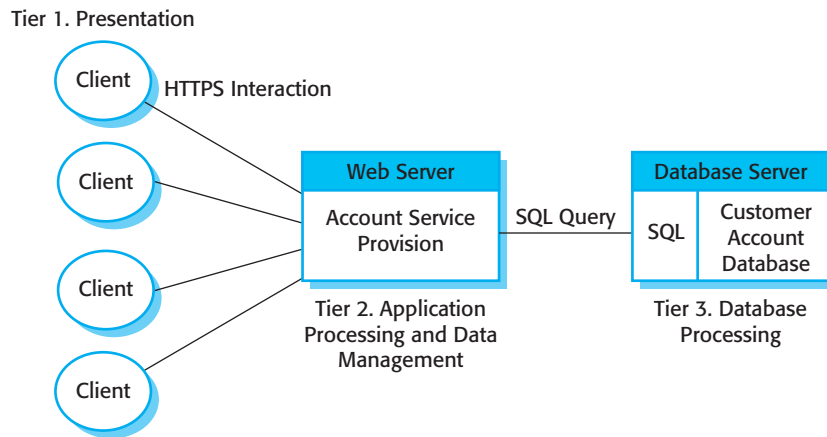 Tier 1. Presentation
Client
HTTPS Interaction
Client
Client
Client
Web Server
Account Service
Provision
Tier 2. Application
Processing and Data
Management
SQL Query
Database Server
SQL
Customer
Account
Database
Tier 3. Database
Processing